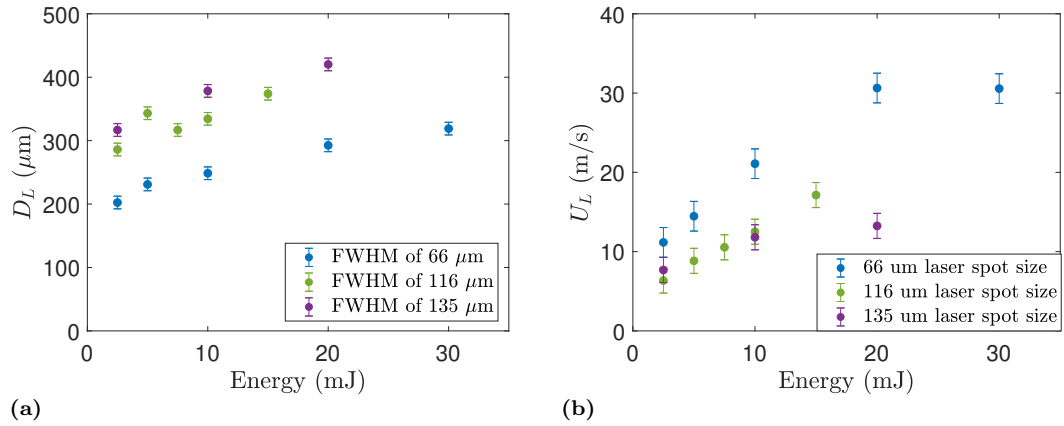 500
400
300
200
100
0
D_L (μm)
0 10 20 30
Energy (mJ)
FWHM of 66 μm
FWHM of 116 μm
FWHM of 135 μm
(a)
40
30
20
10
0
U_L (m/s)
0 10 20 30
Energy (mJ)
66 um laser spot size
116 um laser spot size
135 um laser spot size
(b)